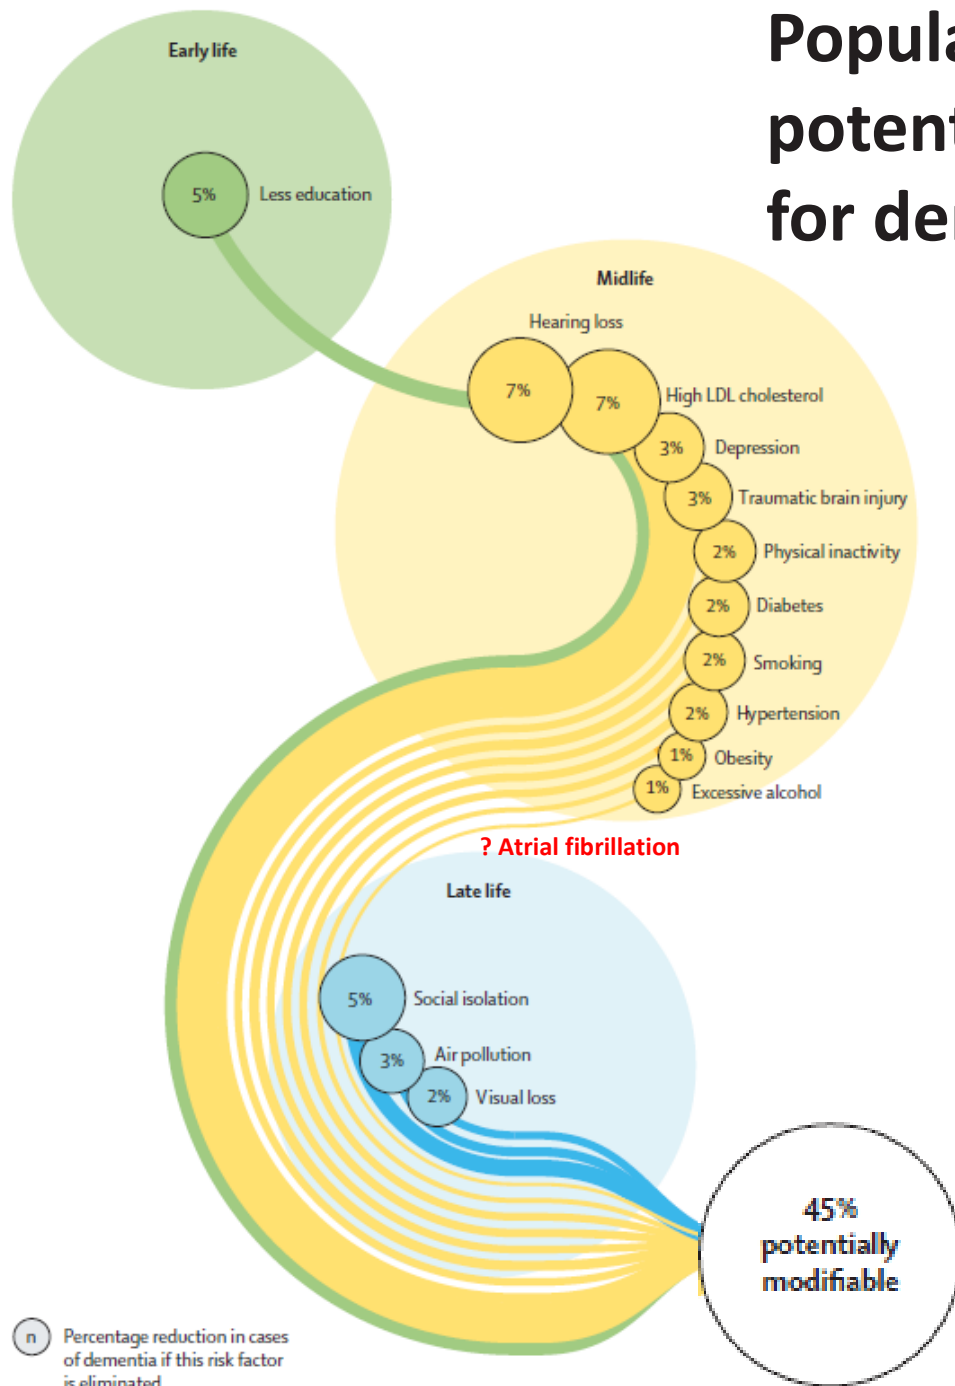 Popula
potent
for de
Early life
5%
Less education
Midlife
Hearing loss
7%
7%
High LDL cholesterol
3%
Depression
3%
Traumatic brain injury
2%
Physical inactivity
2%
Diabetes
2%
Smoking
2%
Hypertension
1%
Obesity
1%
Excessive alcohol
? Atrial fibrillation
Late life
5%
Social isolation
3%
Air pollution
2%
Visual loss
45%
potentially
modifiable
n
Percentage reduction in cases
of dementia if this risk factor
is eliminated